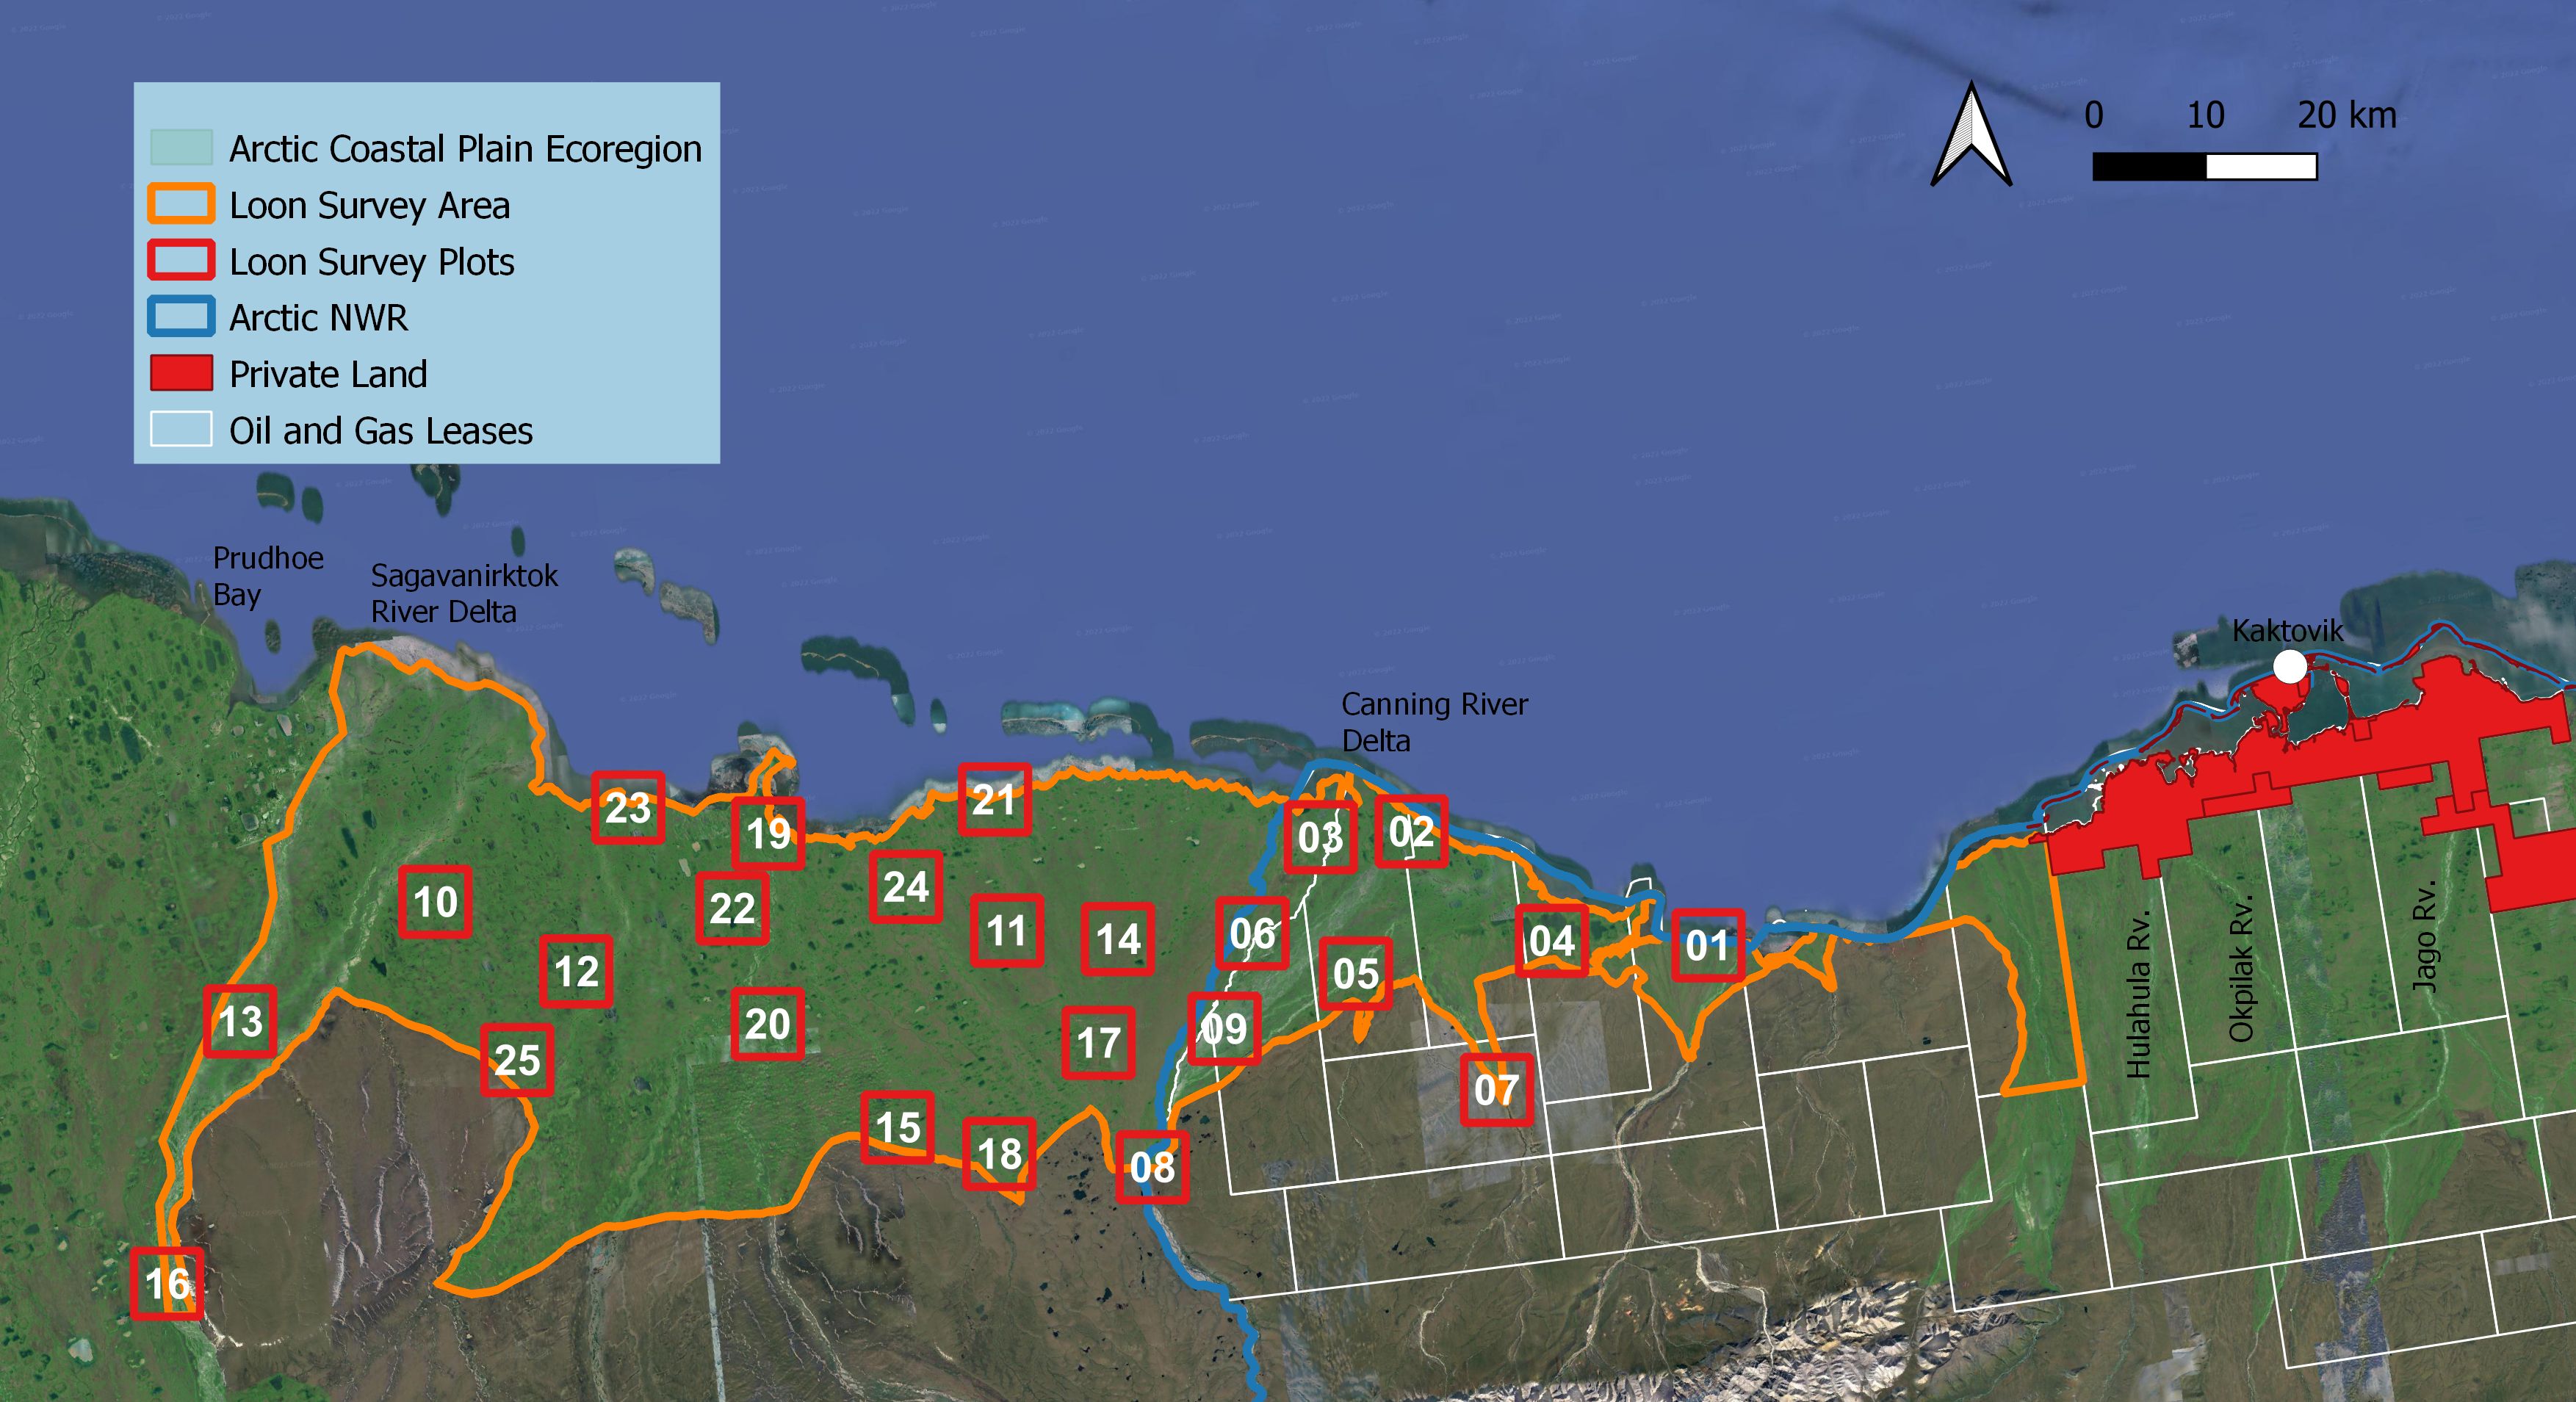 0 10 20 km
Arctic Coastal Plain Ecoregion
Loon Survey Area
Loon Survey Plots
Arctic NWR
Private Land
Oil and Gas Leases
Prudhoe
Bay
Sagavanirktok
River Delta
Kaktovik
Canning River
Delta
23
19
21
03
02
10
22
24
11
14
06
04
01
12
05
13
25
20
17
09
07
15
18
08
16
Hulahula Rv.
Okpilak Rv.
Jago Rv.